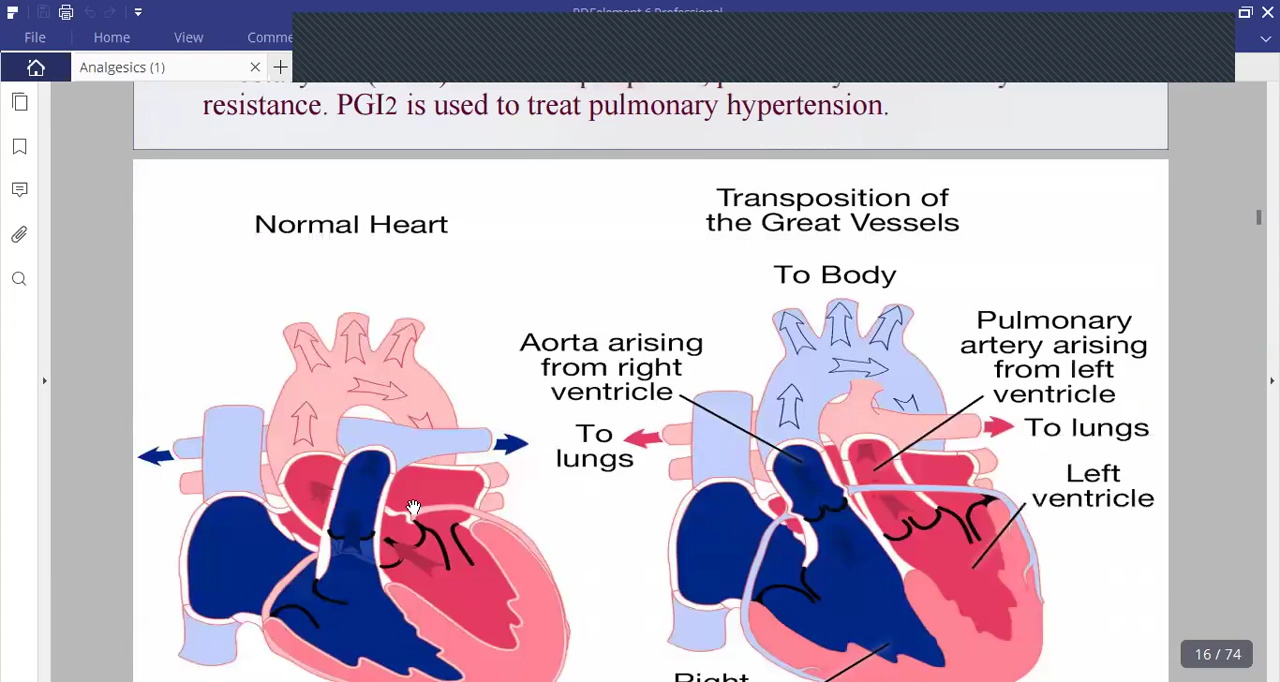 File Home View
Analgesics (1)
resistance. PGI2 is used to treat pulmonary hypertension.
Normal Heart
Transposition of
the Great Vessels
To Body
Aorta arising
from right
ventricle
Pulmonary
artery arising
from left
ventricle
To
lungs
To lungs
Left
ventricle
Right
16 / 74